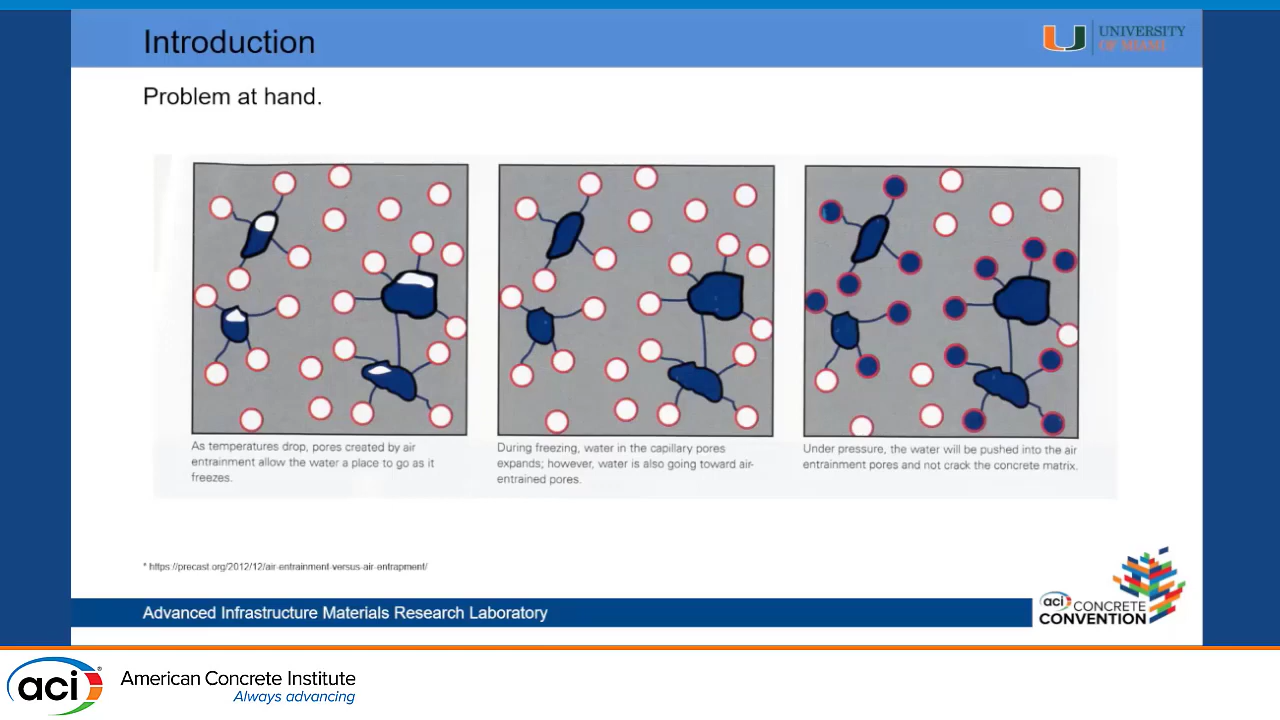 Introduction
UNIVERSITY
OF MIAMI
Problem at hand.
As temperatures drop, pores created by air
entrainment allow the water a place to go as it
freezes.
During freezing, water in the capillary pores
expands; however, water is also going toward air-
entrained pores.
Under pressure, the water will be pushed into the air
entrainment pores and not crack the concrete matrix.
* https://precast.org/2012/12/air-entrainment-versus-air-entrapment/
Advanced Infrastructure Materials Research Laboratory
aci CONCRETE
CONVENTION
aci®
American Concrete Institute
Always advancing